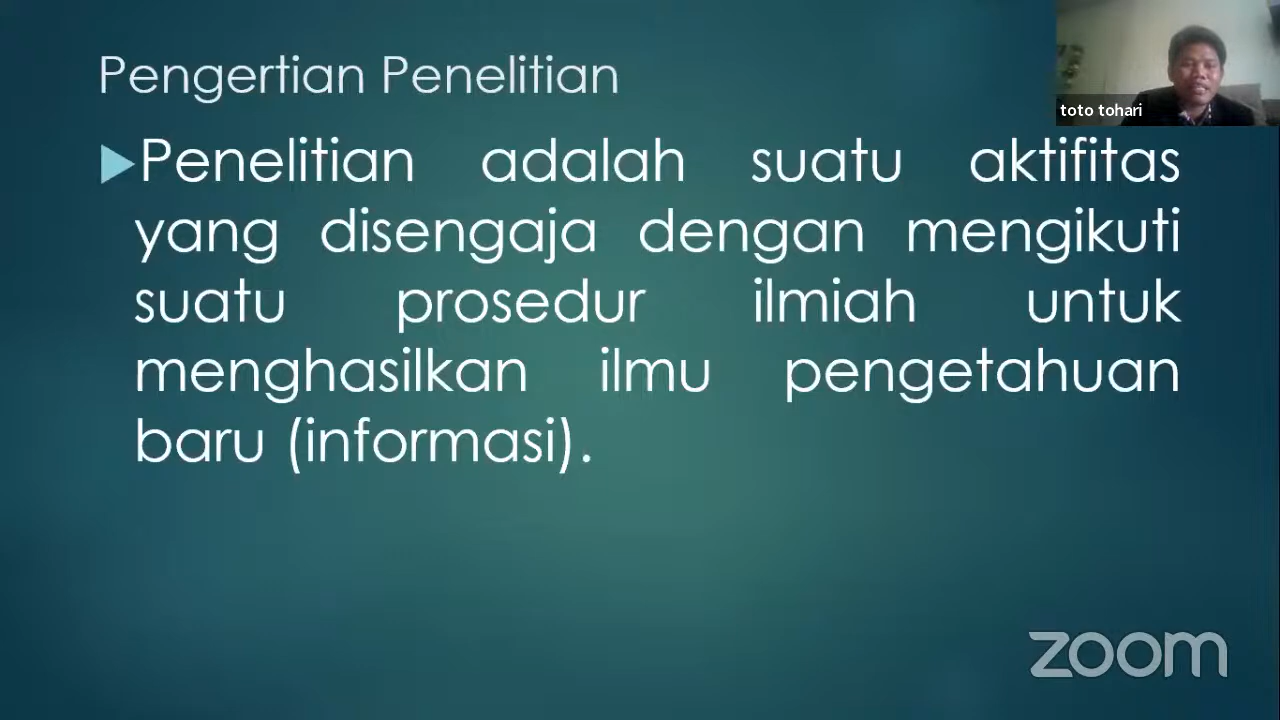 Pengertian Penelitian
toto tohari
Penelitian adalah suatu aktifitas
yang disengaja dengan mengikuti
suatu prosedur ilmiah untuk
menghasilkan ilmu pengetahuan
baru (informasi).
zoom